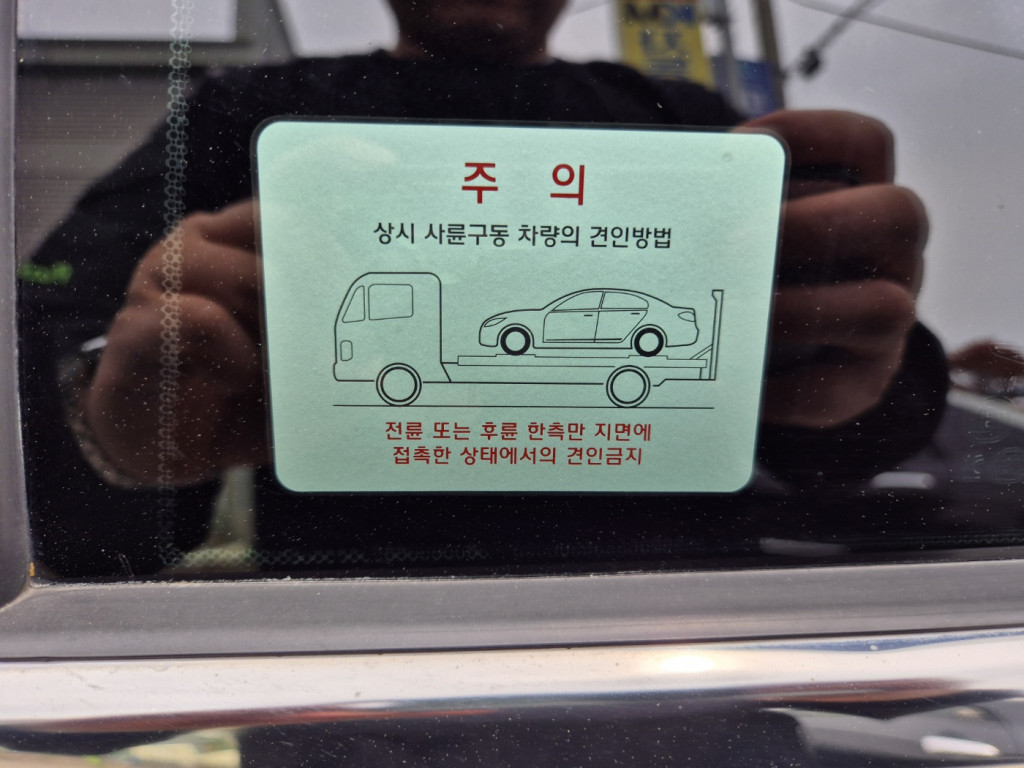 주 의
상시 사륜구동 차량의 견인방법
전륜 또는 후륜 한측만 지면에
접촉한 상태에서의 견인금지